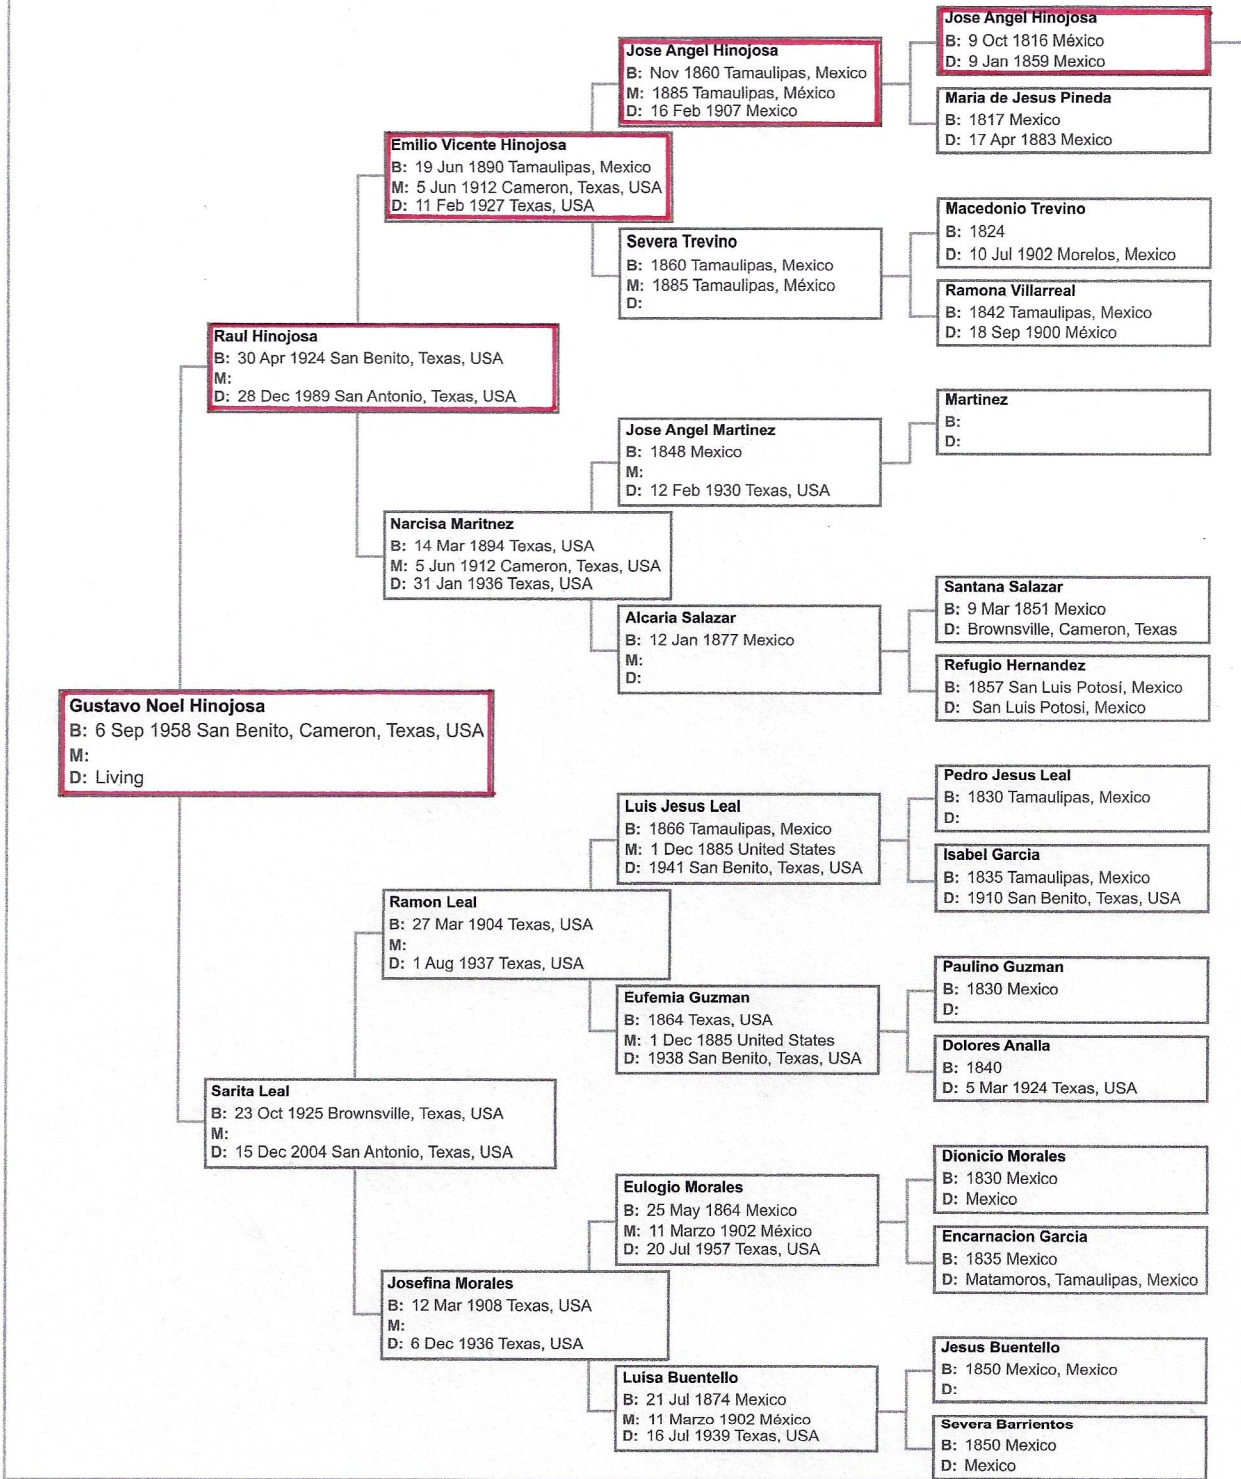 Jose Angel Hinojosa
B: 9 Oct 1816 México
D: 9 Jan 1859 Mexico
Jose Angel Hinojosa
B: Nov 1860 Tamaulipas, Mexico
M: 1885 Tamaulipas, México
D: 16 Feb 1907 Mexico
Maria de Jesus Pineda
B: 1817 Mexico
D: 17 Apr 1883 Mexico
Emilio Vicente Hinojosa
B: 19 Jun 1890 Tamaulipas, Mexico
M: 5 Jun 1912 Cameron, Texas, USA
D: 11 Feb 1927 Texas, USA
Macedonio Trevino
B: 1824
D: 10 Jul 1902 Morelos, Mexico
Severa Trevino
B: 1860 Tamaulipas, Mexico
M: 1885 Tamaulipas, México
D:
Ramona Villarreal
B: 1842 Tamaulipas, Mexico
D: 18 Sep 1900 México
Raul Hinojosa
B: 30 Apr 1924 San Benito, Texas, USA
M:
D: 28 Dec 1989 San Antonio, Texas, USA
Martinez
B:
D:
Jose Angel Martinez
B: 1848 Mexico
M:
D: 12 Feb 1930 Texas, USA
Narcisa Maritnez
B: 14 Mar 1894 Texas, USA
M: 5 Jun 1912 Cameron, Texas, USA
D: 31 Jan 1936 Texas, USA
Santana Salazar
B: 9 Mar 1851 Mexico
D: Brownsville, Cameron, Texas
Alcaria Salazar
B: 12 Jan 1877 Mexico
M:
D:
Refugio Hernandez
B: 1857 San Luis Potosí, Mexico
D: San Luis Potosi, Mexico
Gustavo Noel Hinojosa
B: 6 Sep 1958 San Benito, Cameron, Texas, USA
M:
D: Living
Pedro Jesus Leal
B: 1830 Tamaulipas, Mexico
D:
Luis Jesus Leal
B: 1866 Tamaulipas, Mexico
M: 1 Dec 1885 United States
D: 1941 San Benito, Texas, USA
Isabel Garcia
B: 1835 Tamaulipas, Mexico
D: 1910 San Benito, Texas, USA
Ramon Leal
B: 27 Mar 1904 Texas, USA
M:
D: 1 Aug 1937 Texas, USA
Paulino Guzman
B: 1830 Mexico
D:
Eufemia Guzman
B: 1864 Texas, USA
M: 1 Dec 1885 United States
D: 1938 San Benito, Texas, USA
Dolores Analla
B: 1840
D: 5 Mar 1924 Texas, USA
Sarita Leal
B: 23 Oct 1925 Brownsville, Texas, USA
M:
D: 15 Dec 2004 San Antonio, Texas, USA
Dionicio Morales
B: 1830 Mexico
D: Mexico
Eulogio Morales
B: 25 May 1864 Mexico
M: 11 Marzo 1902 México
D: 20 Jul 1957 Texas, USA
Encarnacion Garcia
B: 1835 Mexico
D: Matamoros, Tamaulipas, Mexico
Josefina Morales
B: 12 Mar 1908 Texas, USA
M:
D: 6 Dec 1936 Texas, USA
Jesus Buentello
B: 1850 Mexico, Mexico
D:
Luisa Buentello
B: 21 Jul 1874 Mexico
M: 11 Marzo 1902 México
D: 16 Jul 1939 Texas, USA
Severa Barrientos
B: 1850 Mexico
D: Mexico